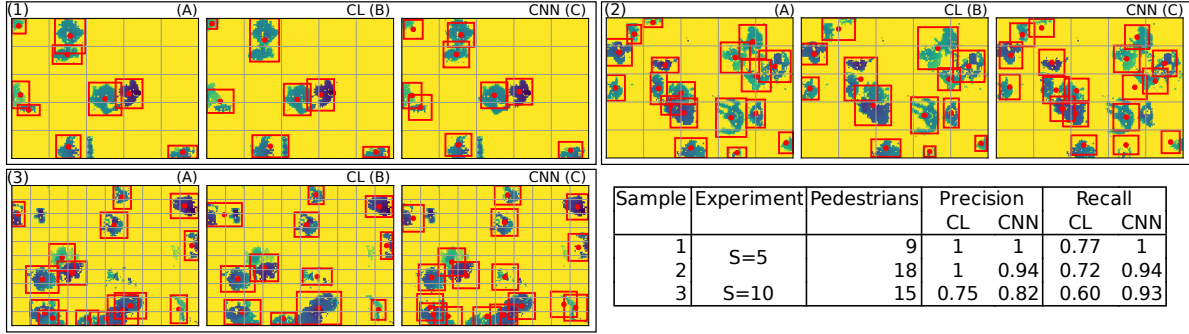 (1) (A) CL (B) CNN (C)
(2) (A) CL (B) CNN (C)
(3) (A) CL (B) CNN (C)
Sample Experiment Pedestrians Precision Recall
CL CNN CL CNN
1 9 1 1 0.77 1
S=5
2 18 1 0.94 0.72 0.94
3 S=10 15 0.75 0.82 0.60 0.93